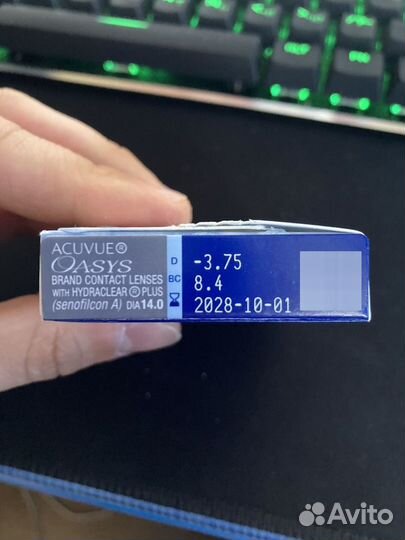 ACUVUE®
OASYS
BRAND CONTACT LENSES
WITH HYDRACLEAR® PLUS
(senofilcon A) DIA14.0
D -3.75
BC 8.4
2028-10-01
Avito